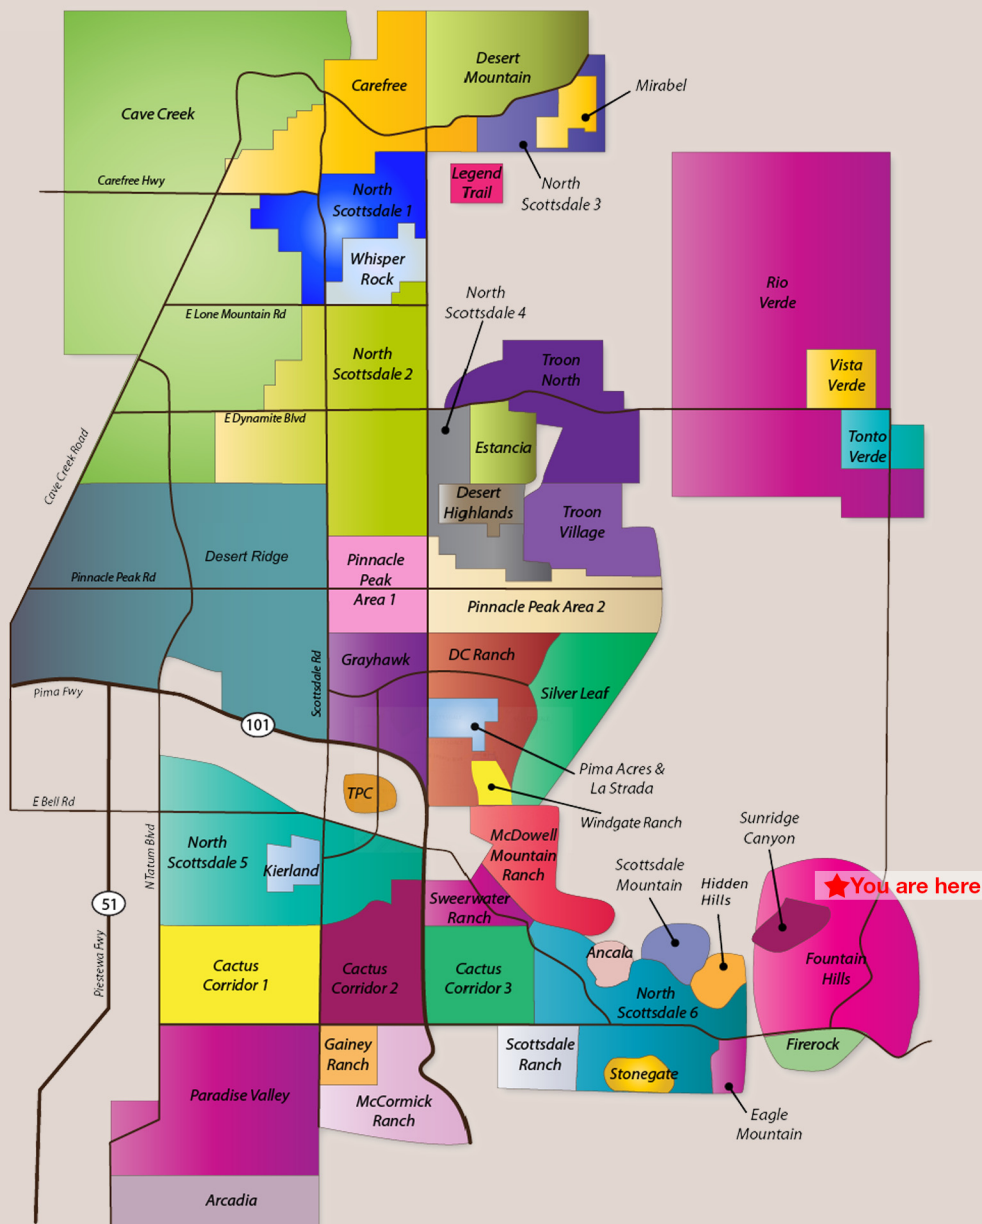 Desert
Mountain
Carefree
Mirabel
Cave Creek
Carefree Hwy
Legend
Trail
North
Scottsdale 3
North
Scottsdale 1
Whisper
Rock
Rio
Verde
North
Scottsdale 4
E Lone Mountain Rd
North
Scottsdale 2
Troon
North
Vista
Verde
E Dynamite Blvd
Cave Creek Road
Estancia
Tonto
Verde
Desert
Highlands
Troon
Village
Desert Ridge
Pinnacle
Peak
Area 1
Pinnacle Peak Rd
Pinnacle Peak Area 2
Scottsdale Rd
Grayhawk
DC Ranch
Silver Leaf
Pima Fwy
101
Pima Acres &
La Strada
TPC
E Bell Rd
Windgate Ranch
N Tatum Blvd
North
Scottsdale 5
Kierland
McDowell
Mountain
Ranch
Sunridge
Canyon
Scottsdale
Mountain
Hidden
Hills
You are here
51
Sweerwater
Ranch
Piestewa Fwy
Cactus
Corridor 1
Cactus
Corridor 2
Cactus
Corridor 3
Ancala
Fountain
Hills
North
Scottsdale 6
Gainey
Ranch
Scottsdale
Ranch
Firerock
Stonegate
Paradise Valley
McCormick
Ranch
Eagle
Mountain
Arcadia